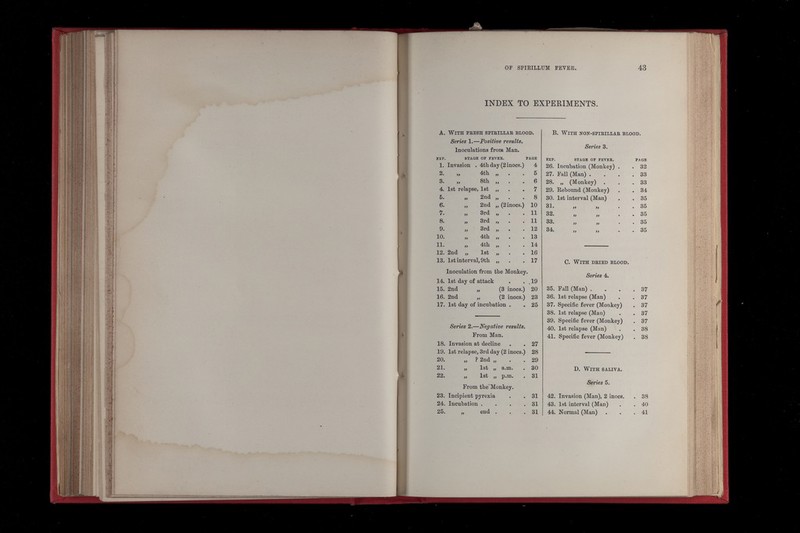 OF SPIRILLUM FEVER. 43
INDEX TO EXPERIMENTS.
A. WITH FRESH SPIRILLAR BLOOD.
Series 1.—Positive results.
Inoculations from Man.
EXP. STAGE OF FEVER. PAGE
1. Invasion . 4th day (2 inocs.) 4
2. „ 4th „ . . 5
3. „ 8th „ . . 6
4. 1st relapse, 1st „ . . 7
5. „ 2nd „ . . 8
6. „ 2nd „ (2 inocs.) 10
7. „ 3rd „ . . 11
8. „ 3rd „ . . 11
9. „ 3rd „ . . 12
10. „ 4th „ . . 13
11. „ 4th „ . . 14
12. 2nd „ 1st „ . . 16
13. 1st interval, 9th „ . . 17
Inoculation from the Monkey.
14. 1st day of attack . . 19
15. 2nd „ (3 inocs.) 20
16. 2nd „ (2 inocs.) 23
17. 1st day of incubation . . 25
Series 2.—Negative results.
From Man.
18. Invasion at decline . . 27
19. 1st relapse, 3rd day (2 inocs.) 28
20. „ ? 2nd „ . . 29
21. „ 1st „ a.m. . 30
22. „ 1st „ p.m. . 31
From the Monkey.
23. Incipient pyrexia . . 31
24. Incubation . . . . 31
25. „ end . . . 31
B. WITH NON-SPIRILLAR BLOOD.
Series 3.
EXP. STAGE OF FEVER. PAGE
26. Incubation (Monkey) . . 32
27. Fall (Man) . . . . 33
28. „ (Monkey) . . . 33
29. Rebound (Monkey) . . 34
30. 1st interval (Man) . . 35
31. „ „ . . 35
32. „ „ . . 35
33. „ „ . . 35
34. „ „ . . 35
C. WITH DRIED BLOOD.
Series 4.
35. Fall (Man) . . . . 37
36. 1st relapse (Man) . . 37
37. Specific fever (Monkey) . 37
38. 1st relapse (Man) . . 37
39. Specific fever (Monkey) . 37
40. 1st relapse (Man) . . 38
41. Specific fever (Monkey) . 38
D. WITH SALIVA.
Series 5.
42. Invasion (Man), 2 inocs. . 39
43. 1st interval (Man) . . 40
44. Normal (Man) . . . 41